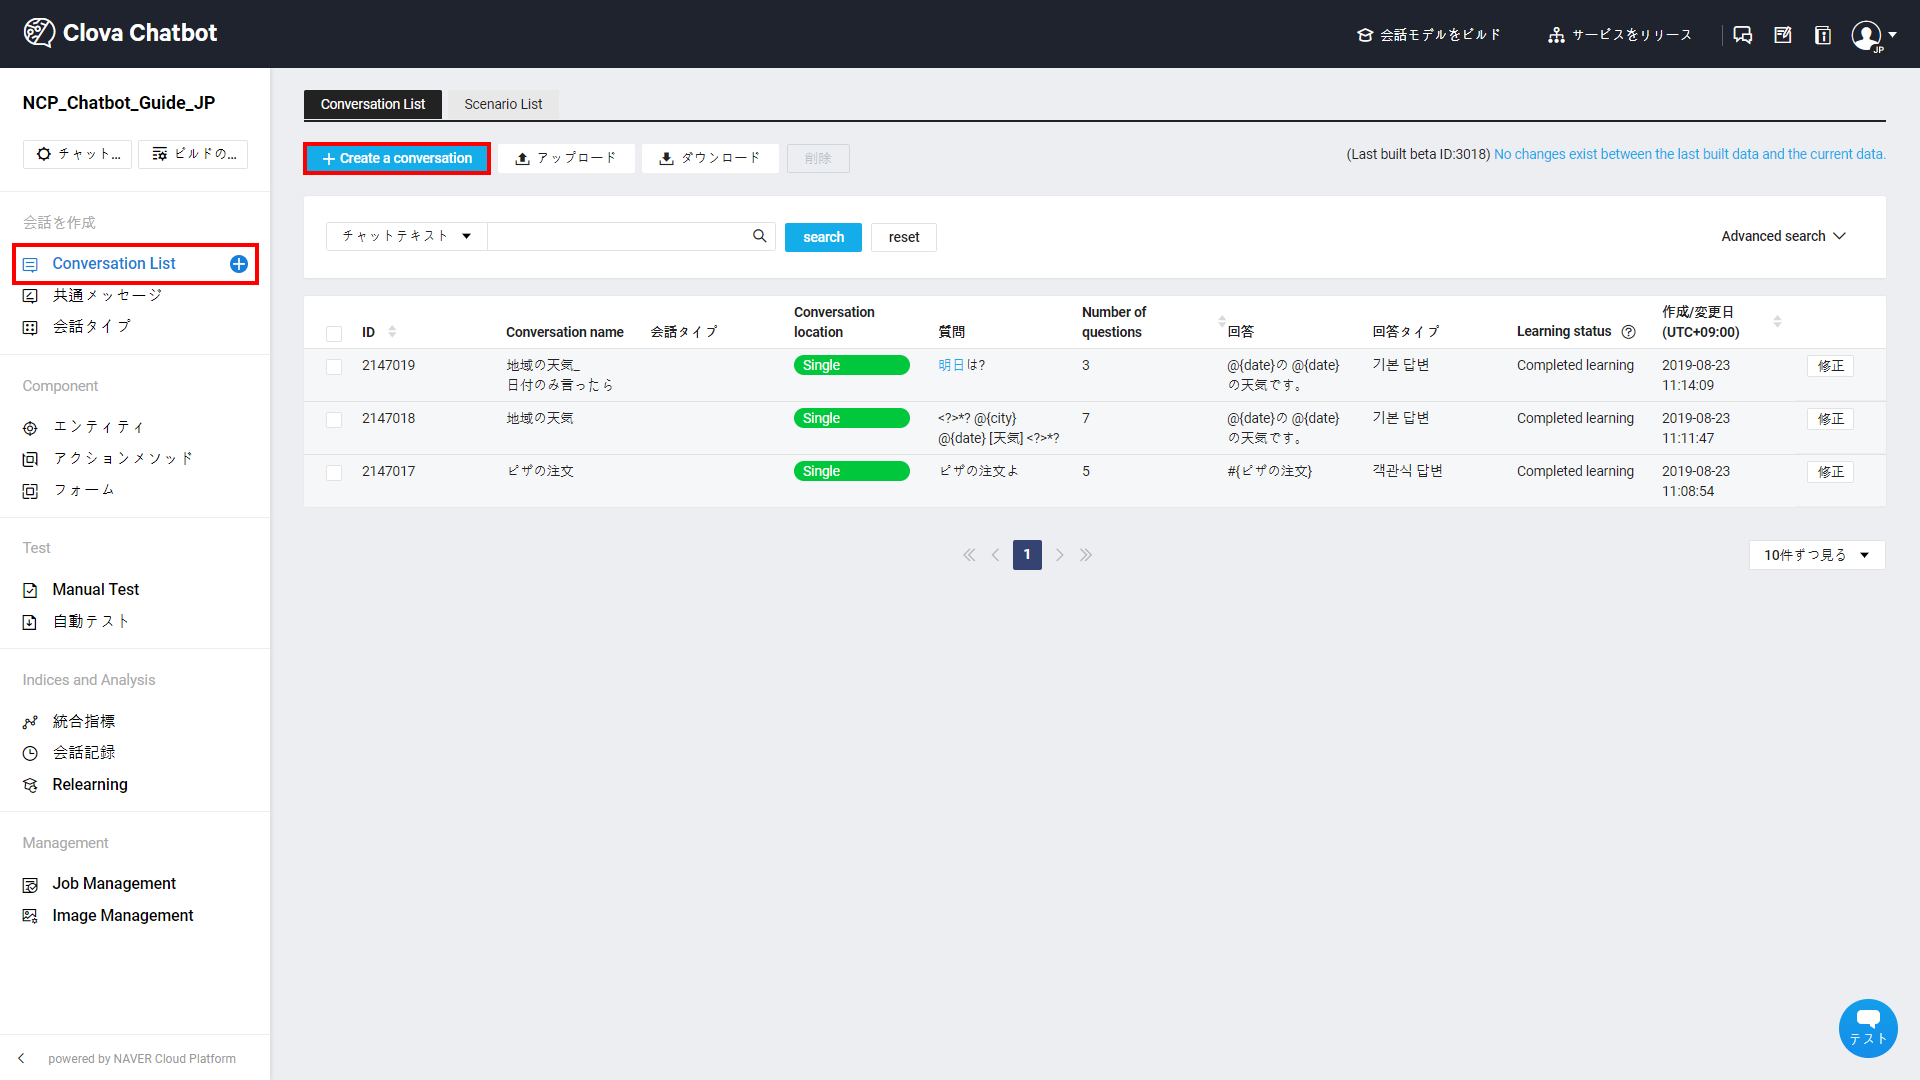 Clova Chatbot
会話モデルをビルド
サービスをリリース
JP
NCP_Chatbot_Guide_JP
チャット...
ビルドの...
会話を作成
Conversation List
共通メッセージ
会話タイプ
Component
エンティティ
アクションメソッド
フォーム
Test
Manual Test
自動テスト
Indices and Analysis
統合指標
会話記録
Relearning
Management
Job Management
Image Management
powered by NAVER Cloud Platform
Conversation List
Scenario List
+ Create a conversation
アップロード
ダウンロード
削除
(Last built beta ID:3018) No changes exist between the last built data and the current data.
チャットテキスト
search
reset
Advanced search
ID
Conversation name
会話タイプ
Conversation
location
質問
Number of
questions
回答
回答タイプ
Learning status
作成/変更日
(UTC+09:00)
2147019
地域の天気_
日付のみ言ったら
Single
明日は?
3
@{date}の @{date}
の天気です。
기본 답변
Completed learning
2019-08-23
11:14:09
修正
2147018
地域の天気
Single
<?>*? @{city}
@{date} [天気] <?>*?
7
@{date}の @{date}
の天気です。
기본 답변
Completed learning
2019-08-23
11:11:47
修正
2147017
ピザの注文
Single
ピザの注文よ
5
#{ピザの注文}
객관식 답변
Completed learning
2019-08-23
11:08:54
修正
1
10件ずつ見る
テスト